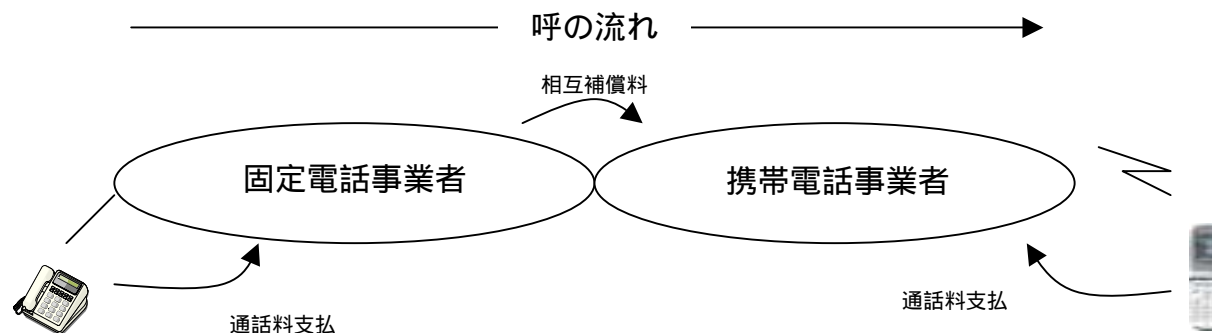 呼の流れ
相互補償料
固定電話事業者
携帯電話事業者
通話料支払
通話料支払